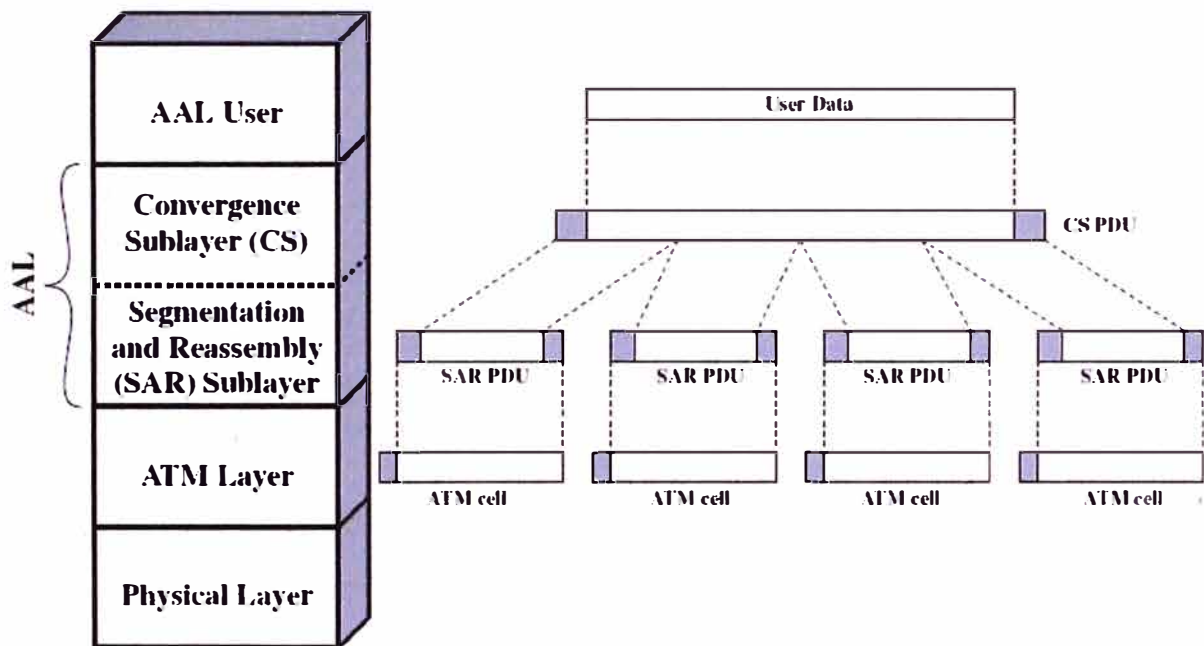 AAL User
Convergence
Sublayer (CS)
AAL
Segmentation
and Reassembly
(SAR) Sublayer
ATM Layer
Physical Layer
User Data
CS PDU
SAR PDU
SAR PDU
SAR PDU
SAR PDU
ATM cell
ATM cell
ATM cell
ATM cell